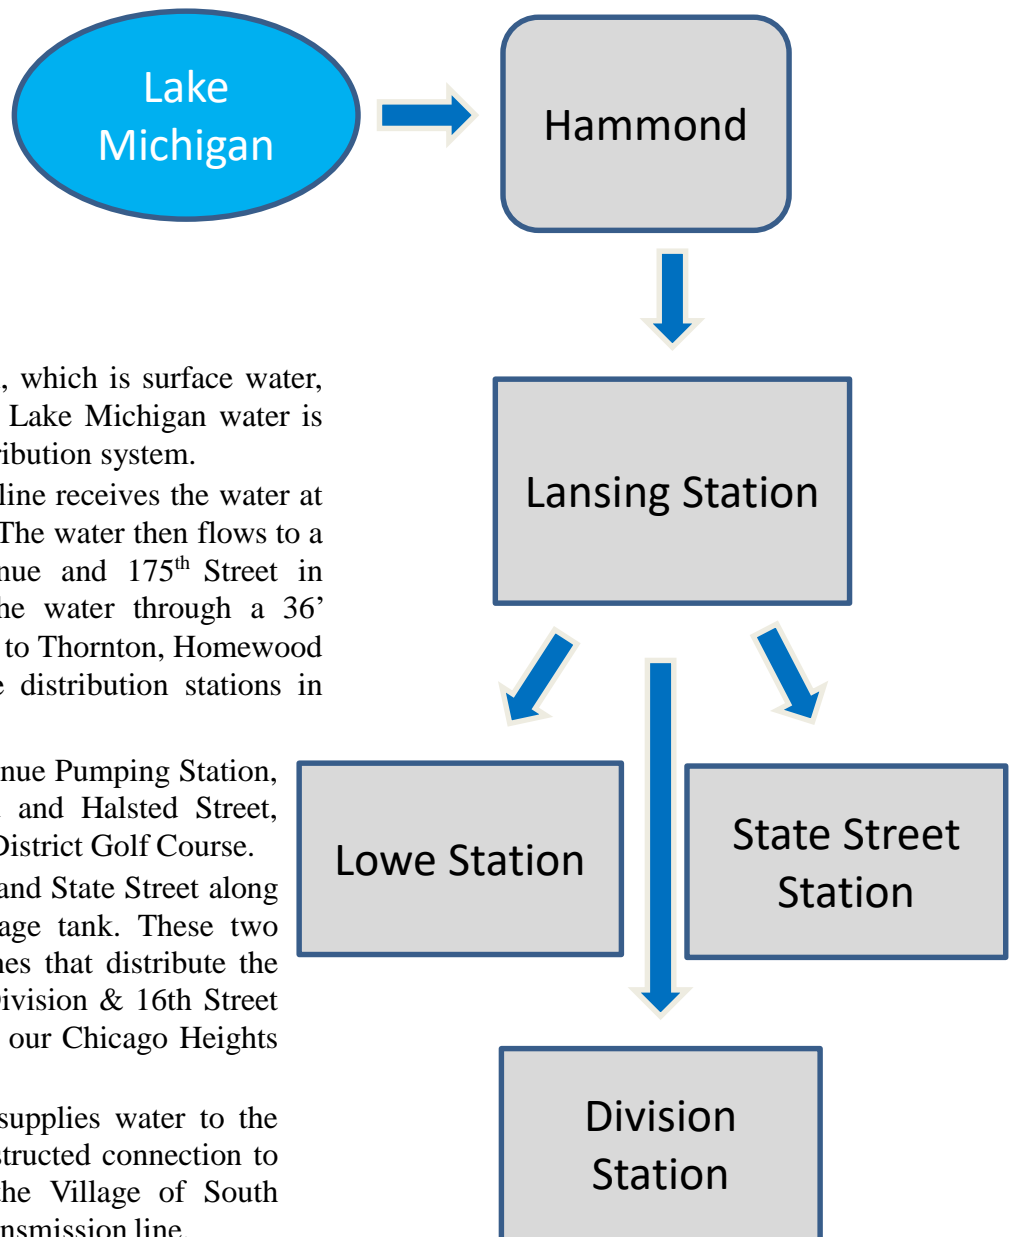 Lake
Michigan
Hammond
, which is surface water,
Lake Michigan water is
ribution system.
line receives the water at
The water then flows to a
nue and 175th Street in
he water through a 36’
to Thornton, Homewood
e distribution stations in
Lansing Station
nue Pumping Station,
and Halsted Street,
District Golf Course.
and State Street along
age tank. These two
nes that distribute the
Division & 16th Street
our Chicago Heights
supplies water to the
structed connection to
the Village of South
nsmission line.
Lowe Station
State Street
Station
Division
Station